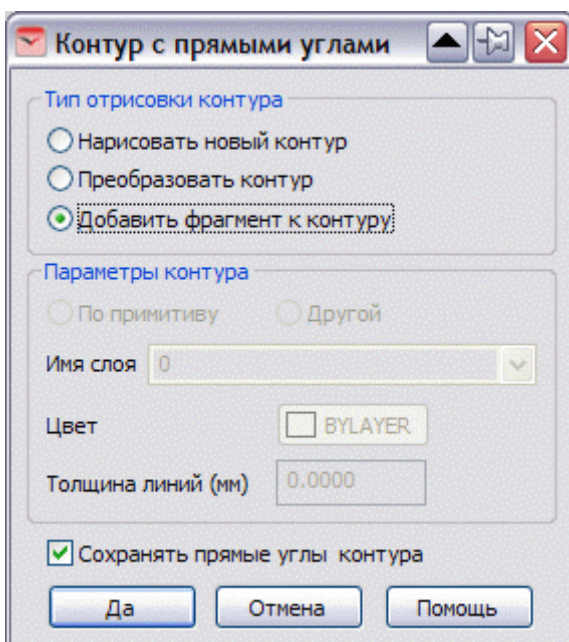 Контур с прямыми углами
Тип отрисовки контура
Нарисовать новый контур
Преобразовать контур
Добавить фрагмент к контуру
Параметры контура
По примитиву Другой
Имя слоя 0
Цвет BYLAYER
Толщина линий (мм) 0.0000
Сохранять прямые углы контура
Да Отмена Помощь